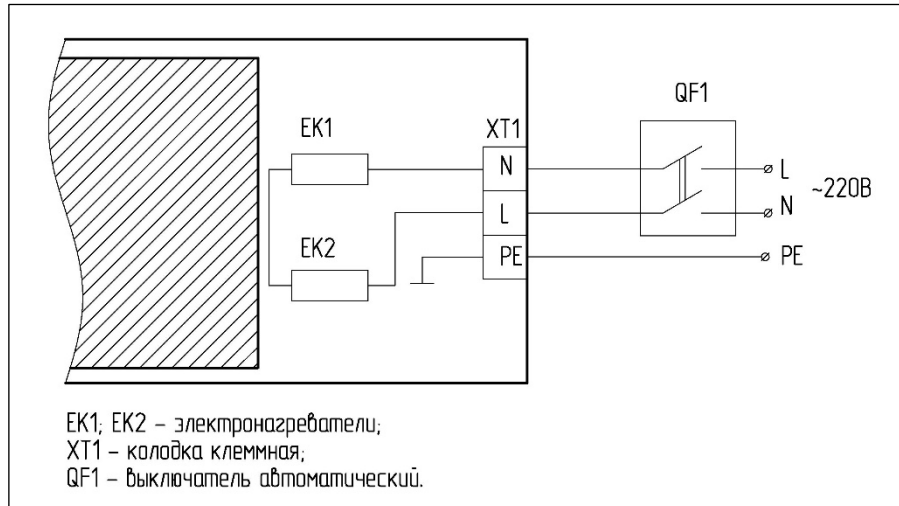 QF1
EK1
XT1
N
L
L
N
~220В
EK2
PE
PE
EK1; EK2 – электронагреватели;
XT1 – колодка клеммная;
QF1 – выключатель автоматический.